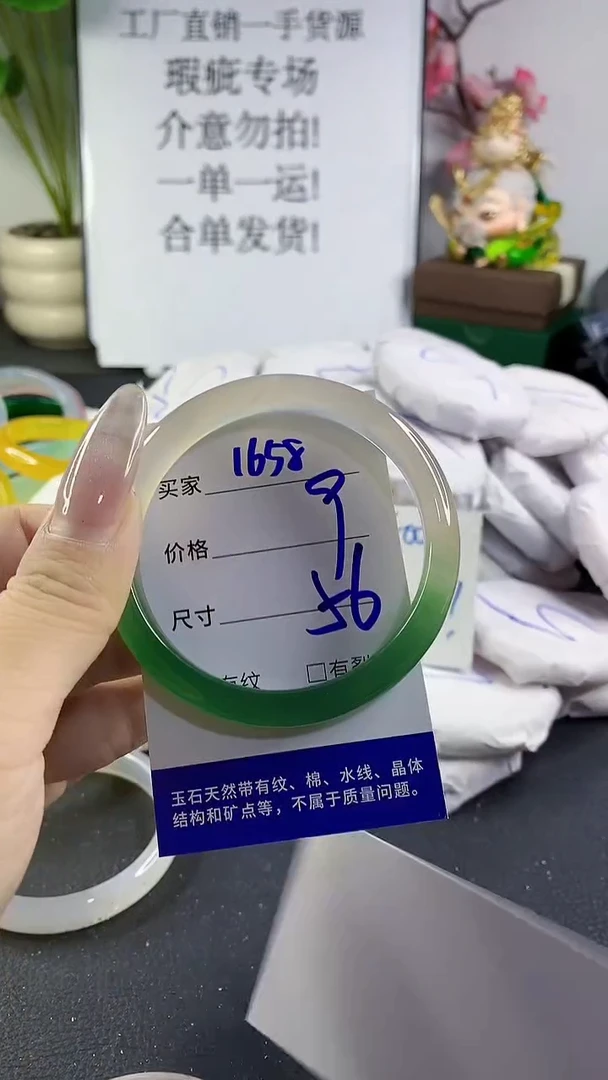 工厂直销一手货源
瑕疵专场
介意勿拍!
一单一运!
合单发货!
买家 1658
价格 9
尺寸 56
有纹 □有裂
玉石天然带有纹、棉、水线、晶体
结构和矿点等，不属于质量问题。